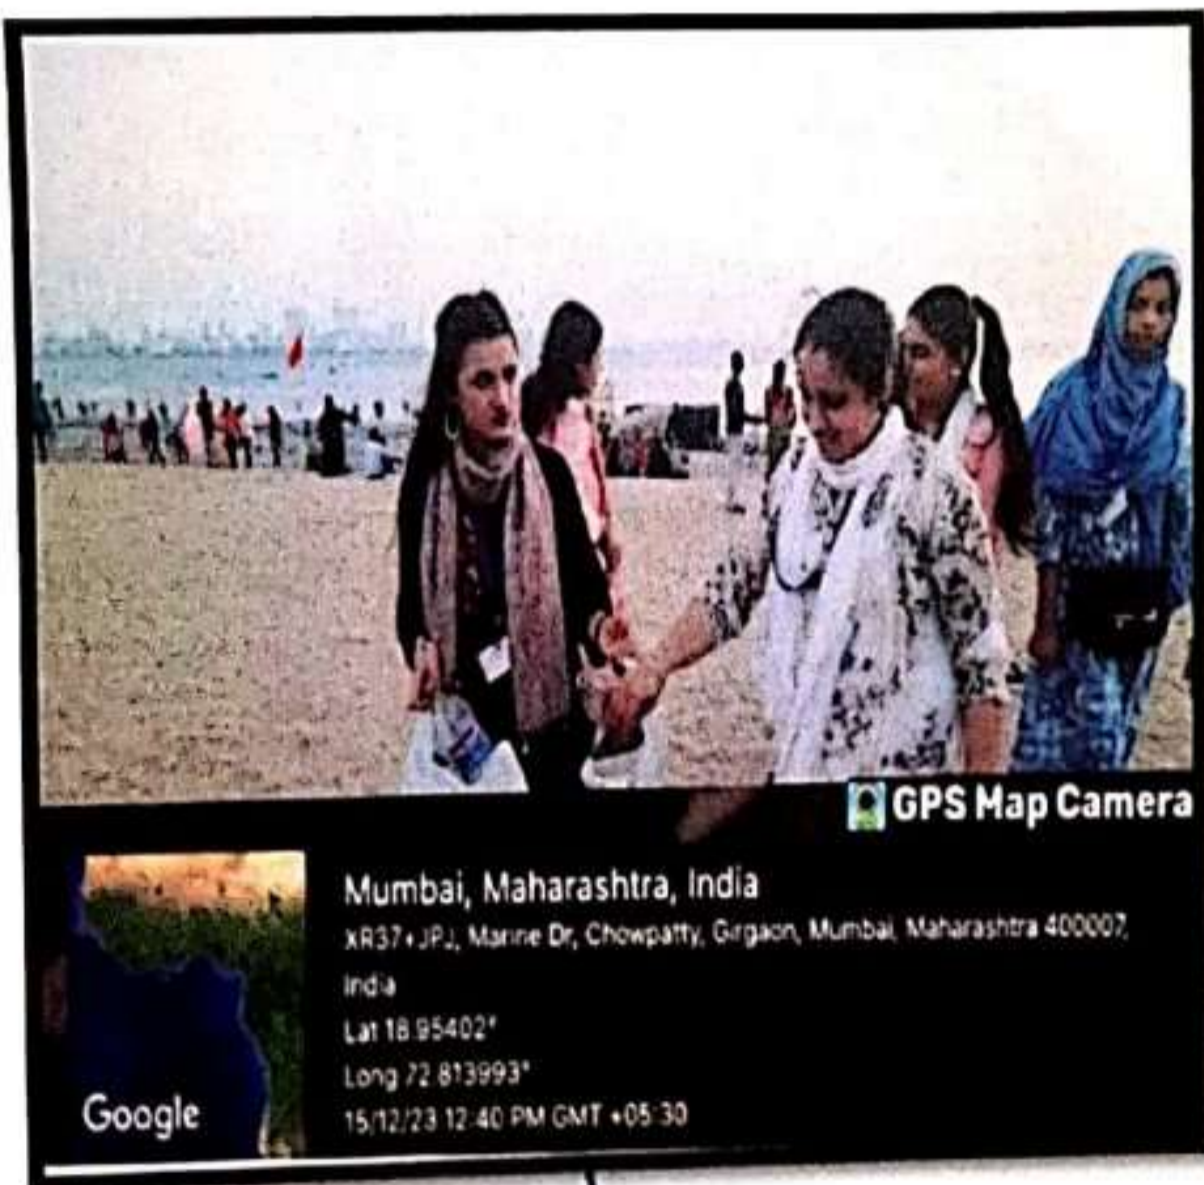 GPS Map Camera
Mumbai, Maharashtra, India
XR37+JPJ, Marine Dr, Chowpatty, Girgaon, Mumbai, Maharashtra 400007,
India
Lat 18.95402°
Long 72.813993°
15/12/23 12:40 PM GMT +05:30
Google